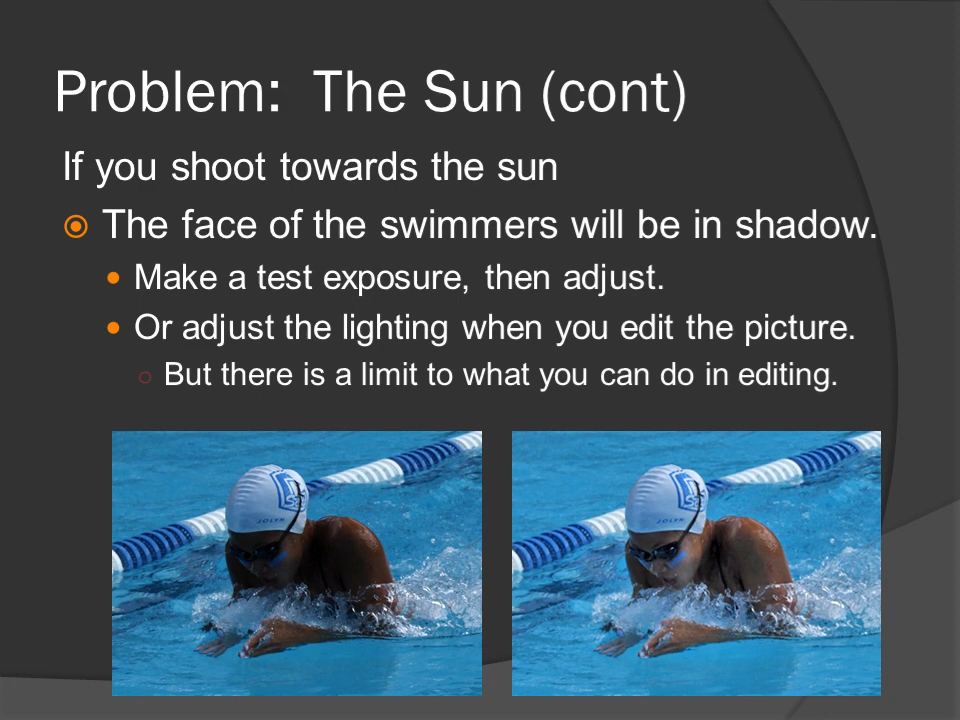 Problem: The Sun (cont)
If you shoot towards the sun
The face of the swimmers will be in shadow.
Make a test exposure, then adjust.
Or adjust the lighting when you edit the picture.
But there is a limit to what you can do in editing.
JOLYN
JOLYN